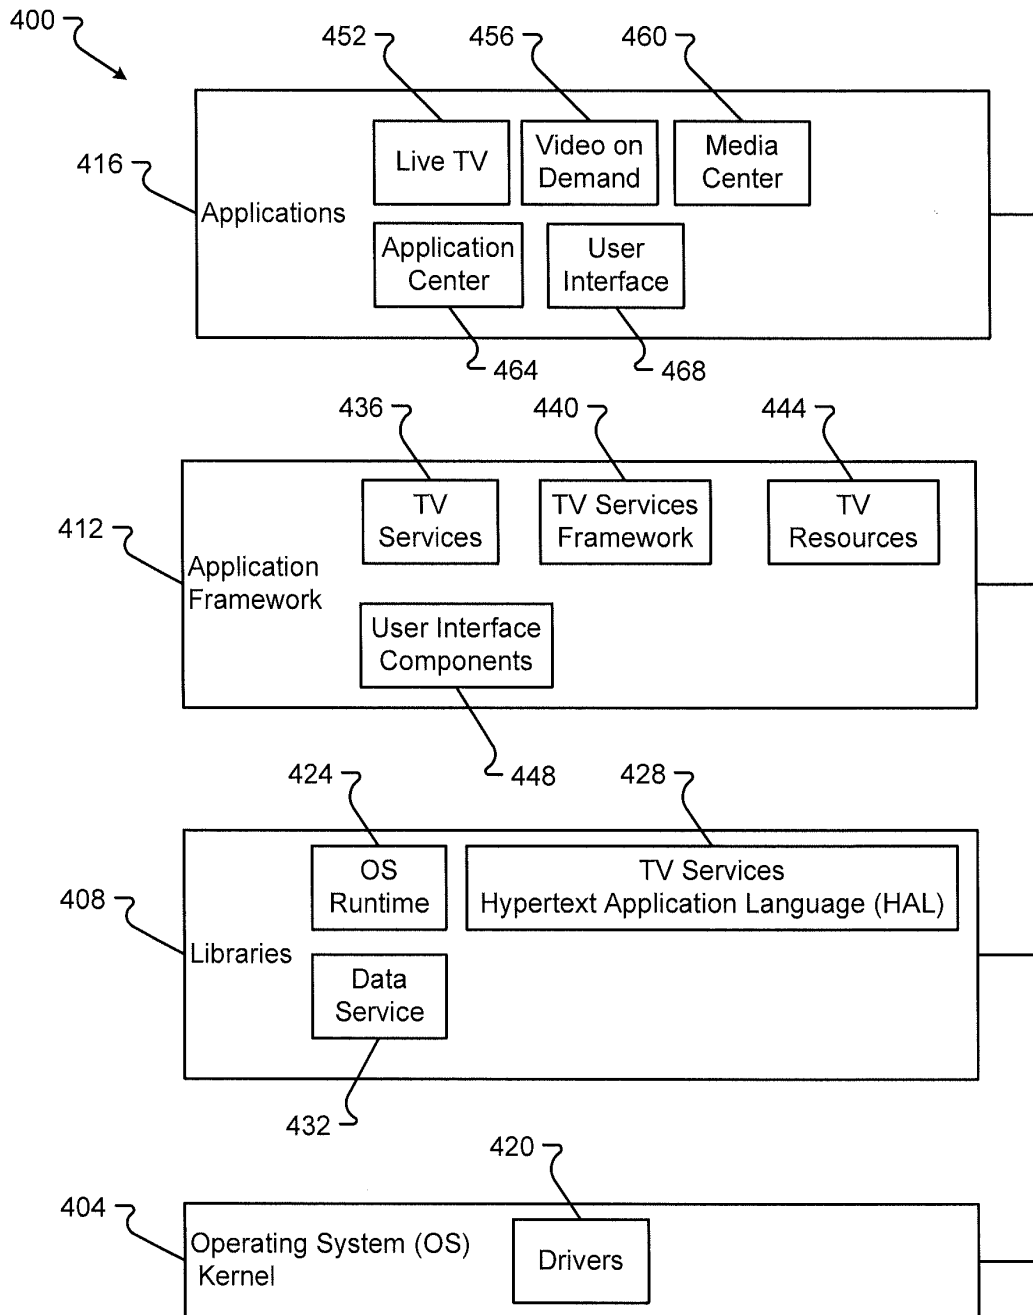 400
452
456
460
416
Applications
Live TV
Video on
Demand
Media
Center
Application
Center
User
Interface
464
468
436
440
444
412
Application
Framework
TV
Services
TV Services
Framework
TV
Resources
User Interface
Components
448
424
428
408
Libraries
OS
Runtime
TV Services
Hypertext Application Language (HAL)
Data
Service
432
420
404
Operating System (OS)
Kernel
Drivers